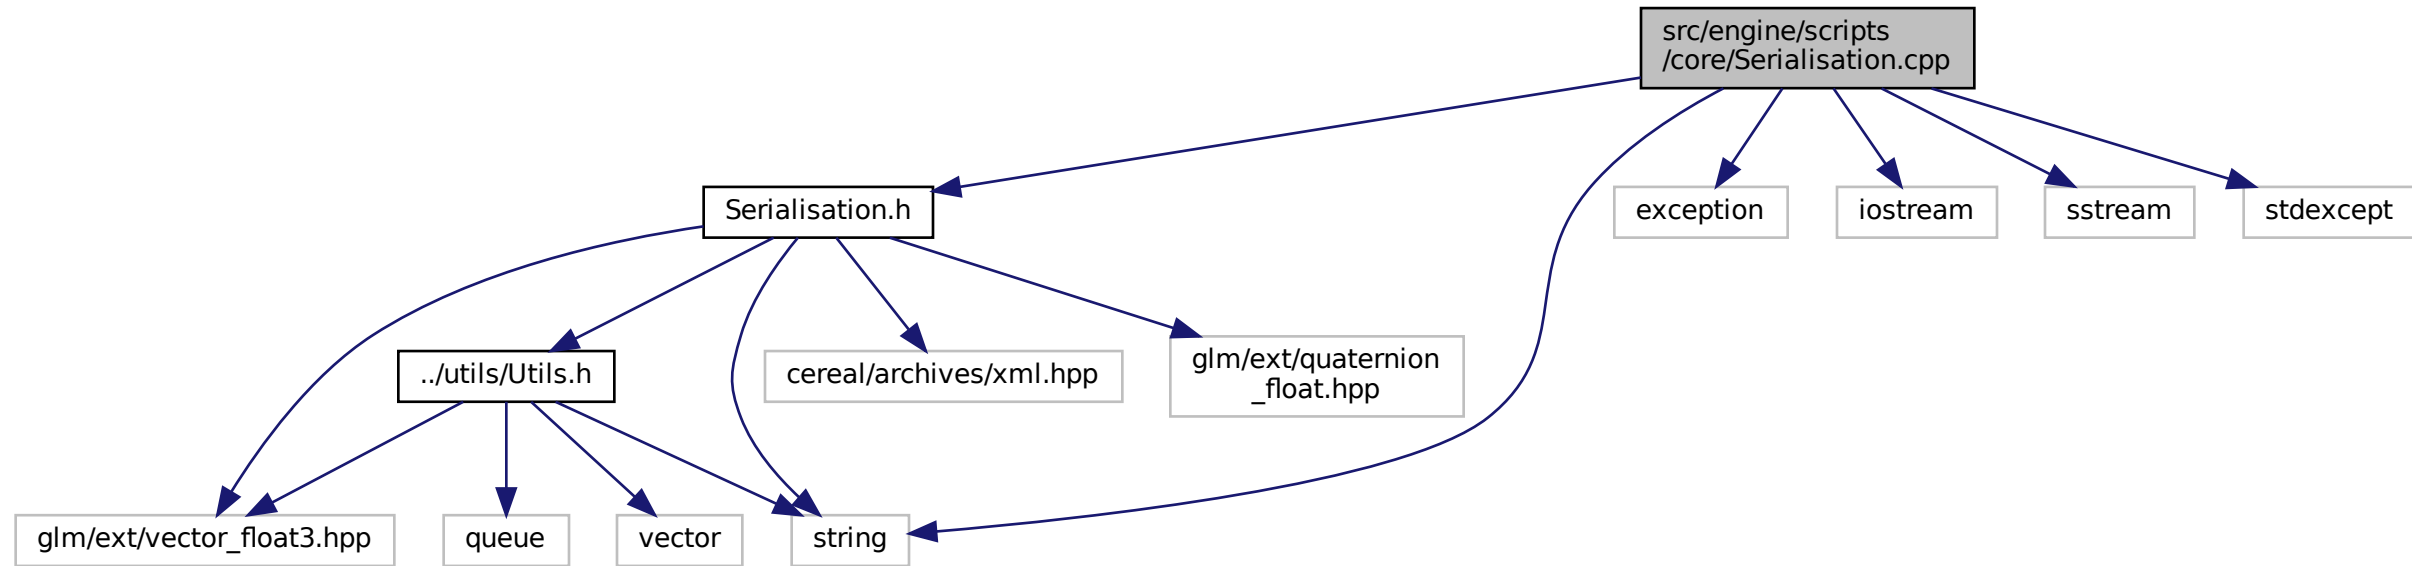 src/engine/scripts
/core/Serialisation.cpp
Serialisation.h
exception
iostream
sstream
stdexcept
../utils/Utils.h
cereal/archives/xml.hpp
glm/ext/quaternion
_float.hpp
glm/ext/vector_float3.hpp
queue
vector
string